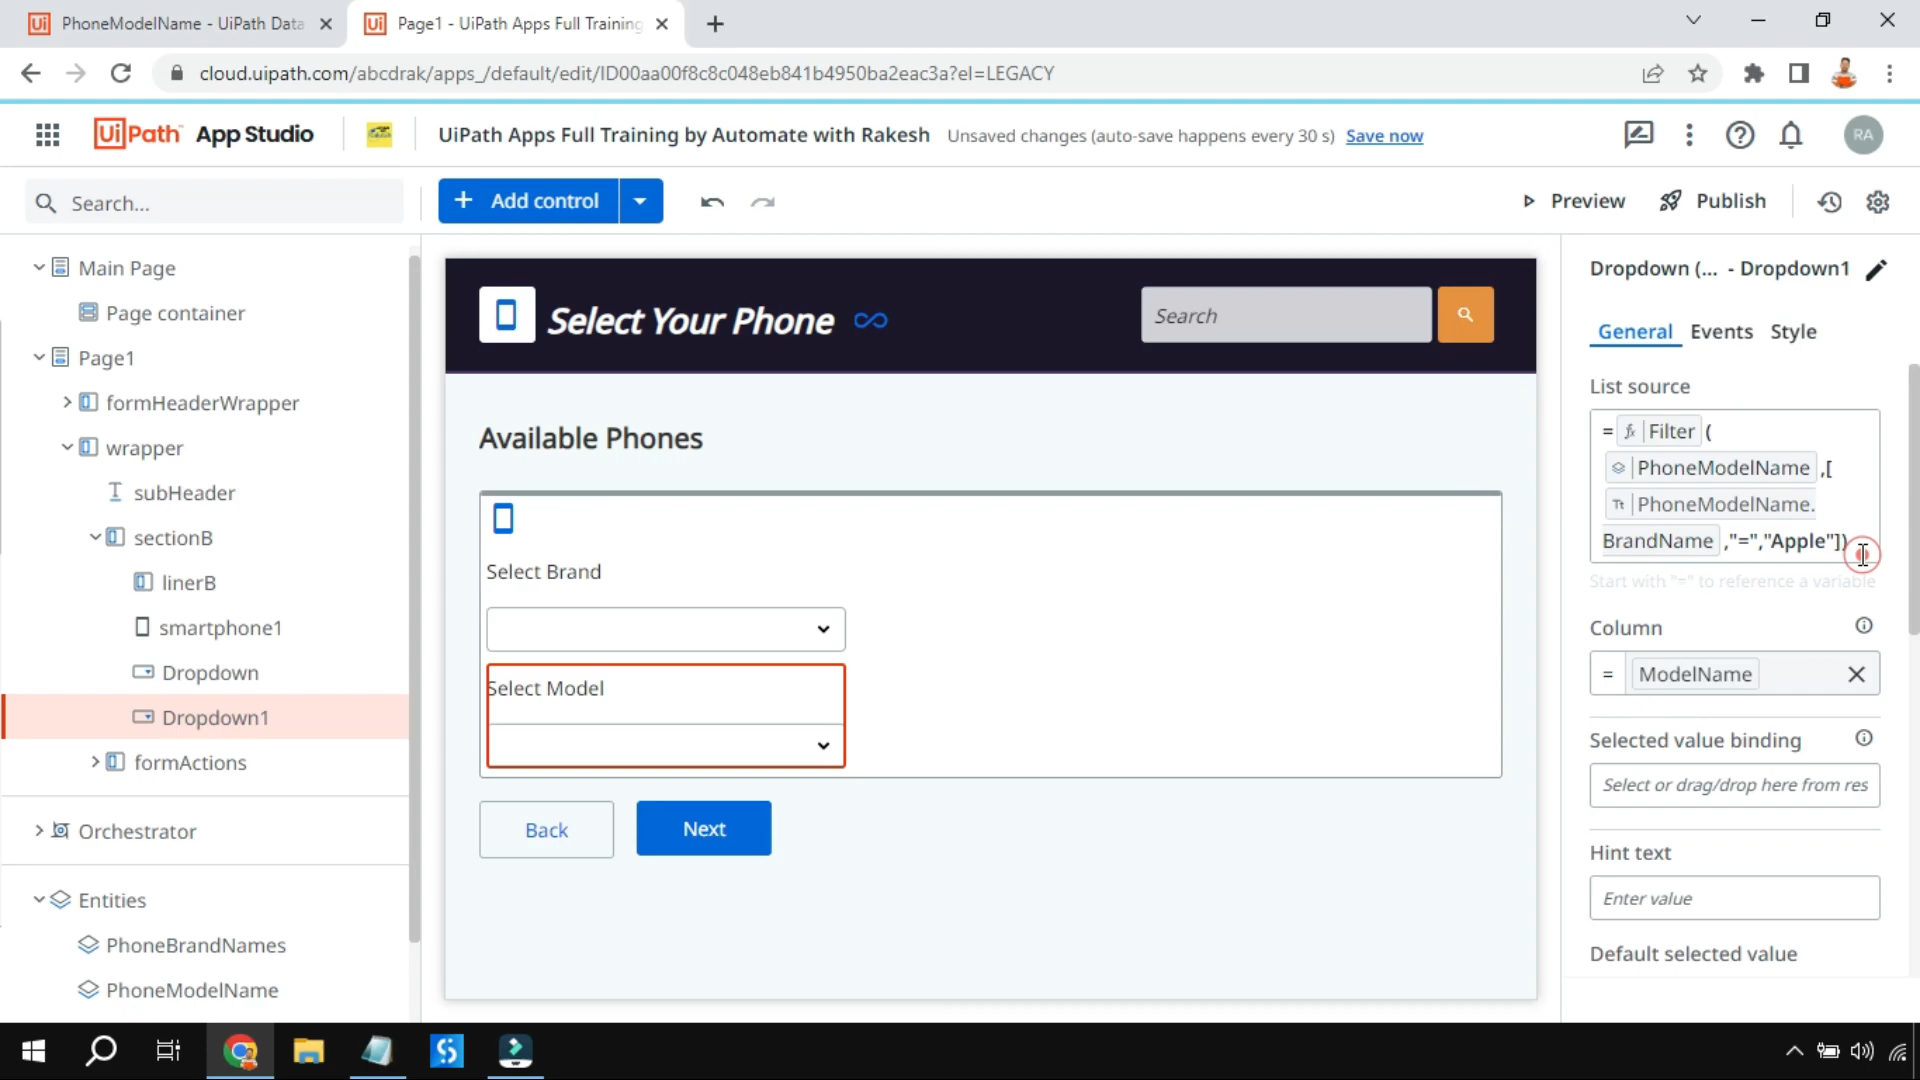 PhoneModelName - UiPath Data
Page1 - UiPath Apps Full Training
cloud.uipath.com/abcdrak/apps_/default/edit/ID00aa00f8c8c048eb841b4950ba2eac3a?el=LEGACY
UiPath App Studio
UiPath Apps Full Training by Automate with Rakesh
Unsaved changes (auto-save happens every 30 s) Save now
RA
Search...
Add control
Preview
Publish
Main Page
Page container
Page1
formHeaderWrapper
wrapper
subHeader
sectionB
linerB
smartphone1
Dropdown
Dropdown1
formActions
Orchestrator
Entities
PhoneBrandNames
PhoneModelName
Select Your Phone
Search
Available Phones
Select Brand
Select Model
Back
Next
Dropdown (... - Dropdown1
General Events Style
List source
= fx Filter (
PhoneModelName ,[
Tt PhoneModelName.
BrandName ,"=","Apple"])
Start with "=" to reference a variable
Column
= ModelName
Selected value binding
Select or drag/drop here from res
Hint text
Enter value
Default selected value